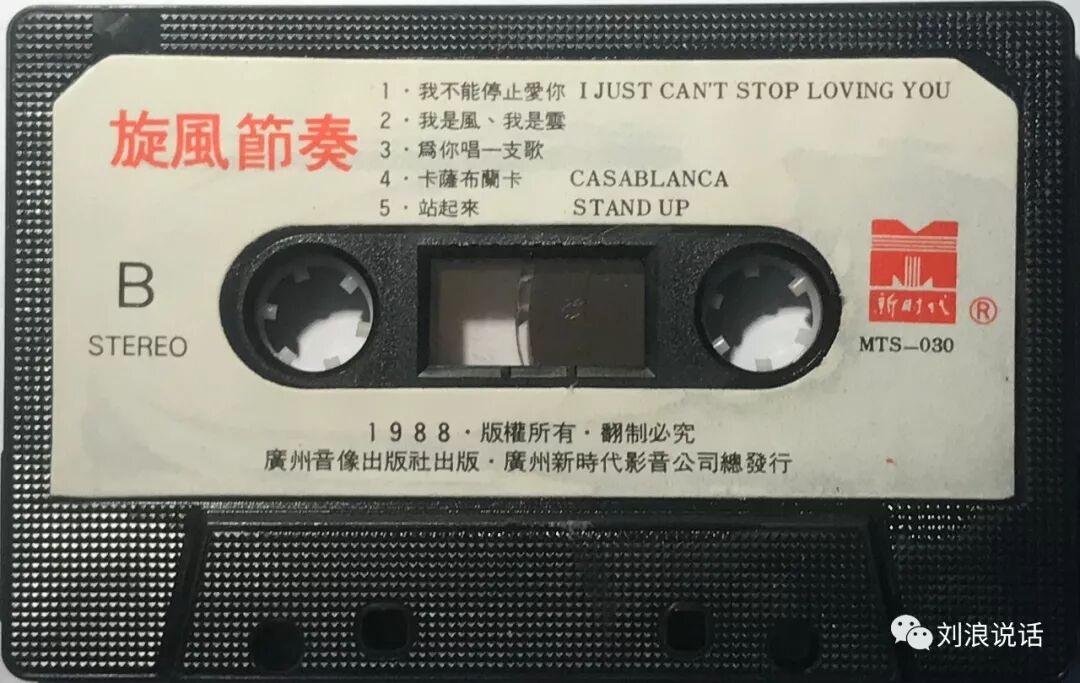 旋風節奏
1·我不能停止愛你 I JUST CAN'T STOP LOVING YOU
2·我是風、我是雲
3·爲你唱一支歌
4·卡薩布蘭卡 CASABLANCA
5·站起來 STAND UP
B
STEREO
新时代 ®
MTS—030
1988·版權所有·翻制必究
廣州音像出版社出版·廣州新時代影音公司總發行
刘浪说话